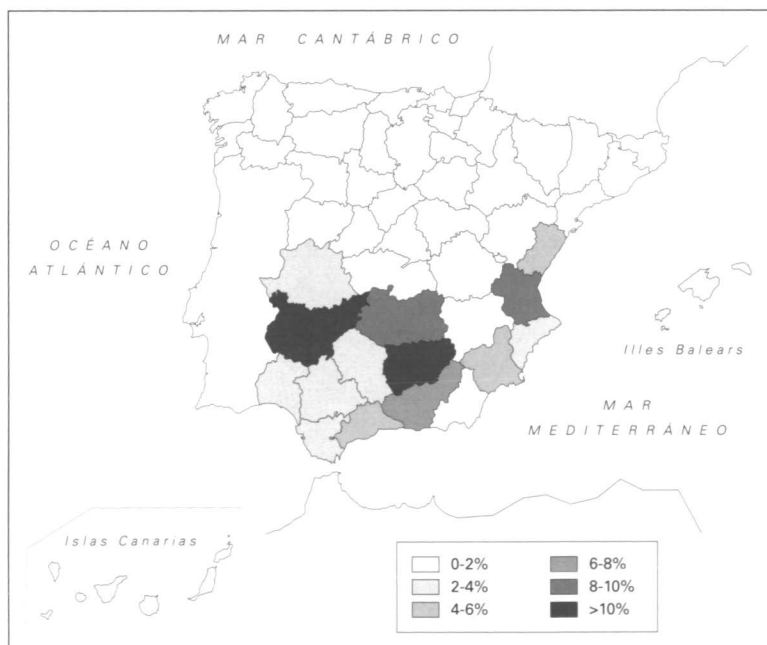 MAR CANTÁBRICO
OCÉANO
ATLÁNTICO
Illes Balears
MAR
MEDITERRÁNEO
Islas Canarias
0-2%
2-4%
4-6%
6-8%
8-10%
>10%